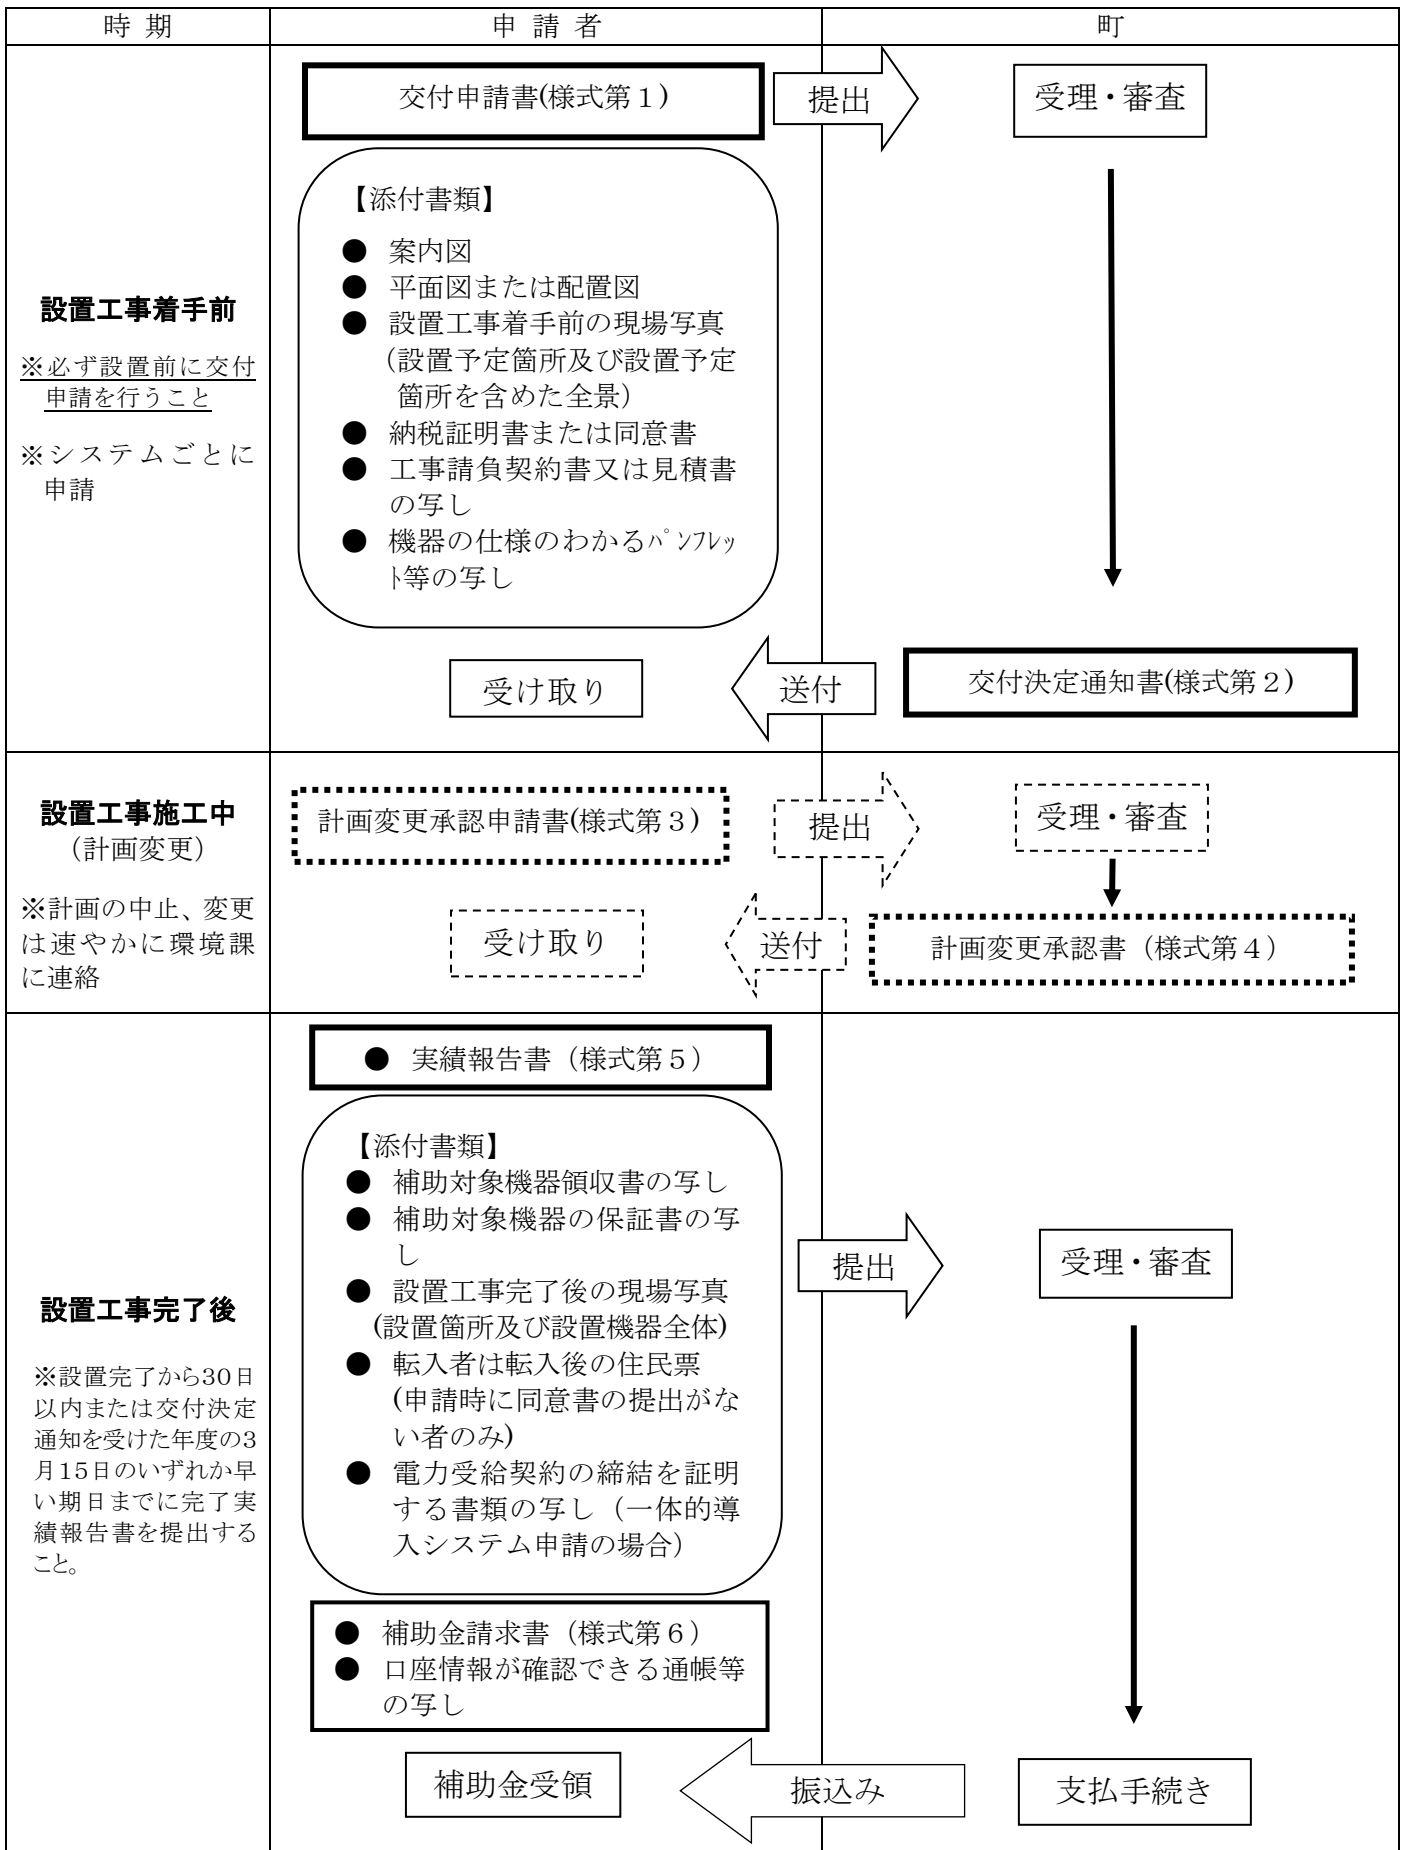 時 期
申 請 者
町
設置工事着手前
※必ず設置前に交付
申請を行うこと
※システムごとに
申請
交付申請書(様式第１)
提出
受理・審査
【添付書類】
● 案内図
● 平面図または配置図
● 設置工事着手前の現場写真
（設置予定箇所及び設置予定
箇所を含めた全景）
● 納税証明書または同意書
● 工事請負契約書又は見積書
の写し
● 機器の仕様のわかるﾊﾟﾝﾌﾚｯ
ﾄ等の写し
受け取り
送付
交付決定通知書(様式第２)
設置工事施工中
（計画変更）
※計画の中止、変更
は速やかに環境課
に連絡
計画変更承認申請書(様式第３)
提出
受理・審査
受け取り
送付
計画変更承認書（様式第４）
設置工事完了後
※設置完了から30日
以内または交付決定
通知を受けた年度の3
月15日のいずれか早
い期日までに完了実
績報告書を提出する
こと。
● 実績報告書（様式第５）
【添付書類】
● 補助対象機器領収書の写し
● 補助対象機器の保証書の写
し
● 設置工事完了後の現場写真
(設置箇所及び設置機器全体)
● 転入者は転入後の住民票
(申請時に同意書の提出がな
い者のみ)
● 電力受給契約の締結を証明
する書類の写し（一体的導
入システム申請の場合）
提出
受理・審査
● 補助金請求書（様式第６）
● 口座情報が確認できる通帳等
の写し
補助金受領
振込み
支払手続き